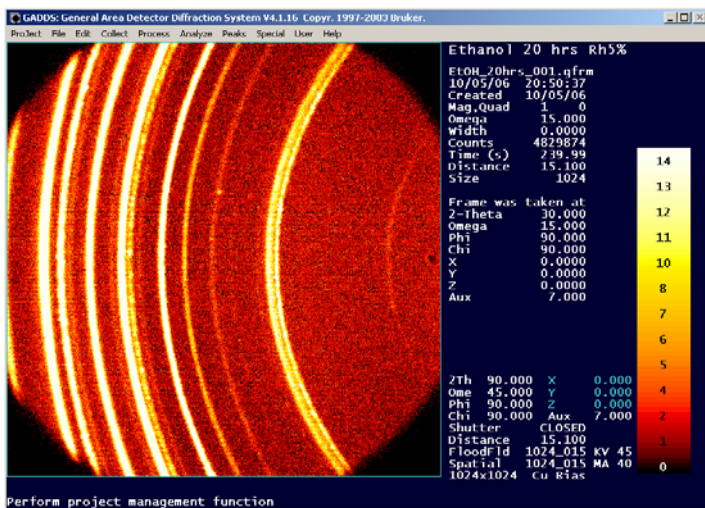 GADDS: General Area Detector Diffraction System V4.1.16 Copyr. 1997-2003 Bruker.
Project File Edit Collect Process Analyze Peaks Special User Help
Ethanol 20 hrs Rh5%
EtOH_20hrs_001.gfrm
10/05/06 20:50:37
Created 10/05/06
Mag.Quad 1 0
Omega 15.000
Width 0.0000
Counts 4829874
Time (s) 239.99
Distance 15.100
Size 1024
Frame was taken at
2-Theta 30.000
Omega 15.000
Phi 90.000
Chi 90.000
X 0.0000
Y 0.0000
Z 0.0000
Aux 7.000
14
13
12
11
10
8
7
6
5
4
2
1
0
2Th 90.000 X 0.000
Ome 45.000 Y 0.000
Phi 90.000 Z 0.000
Chi 90.000 Aux 7.000
Shutter CLOSED
Distance 15.100
FloodFld 1024_015 KV 45
Spatial 1024_015 MA 40
1024x1024 Cu Rias
Perform project management function